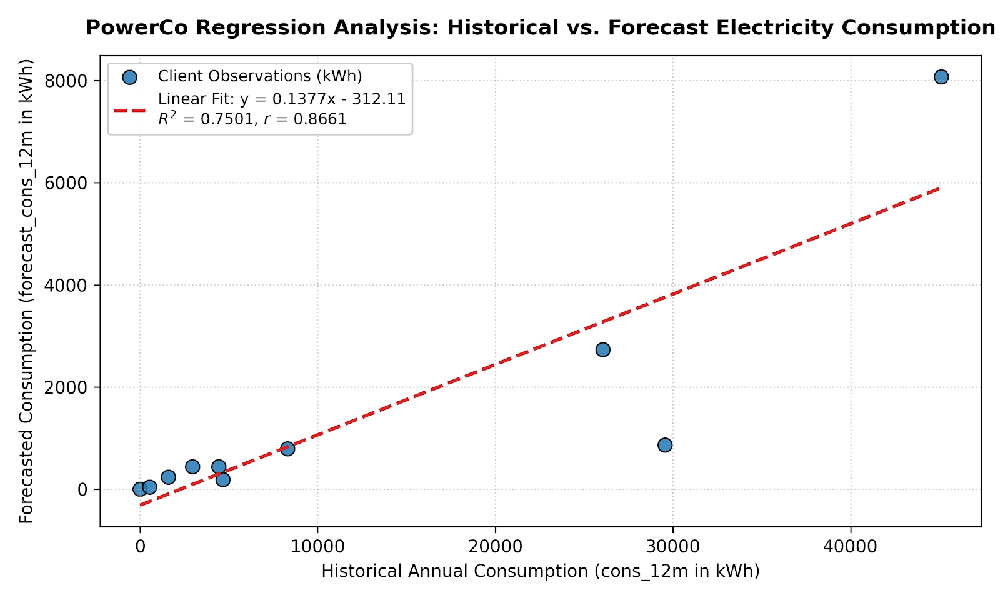 PowerCo Regression Analysis: Historical vs. Forecast Electricity Consumption
Client Observations (kWh)
Linear Fit: y = 0.1377x - 312.11
R² = 0.7501, r = 0.8661
Forecasted Consumption (forecast_cons_12m in kWh)
8000
6000
4000
2000
0
0 10000 20000 30000 40000
Historical Annual Consumption (cons_12m in kWh)